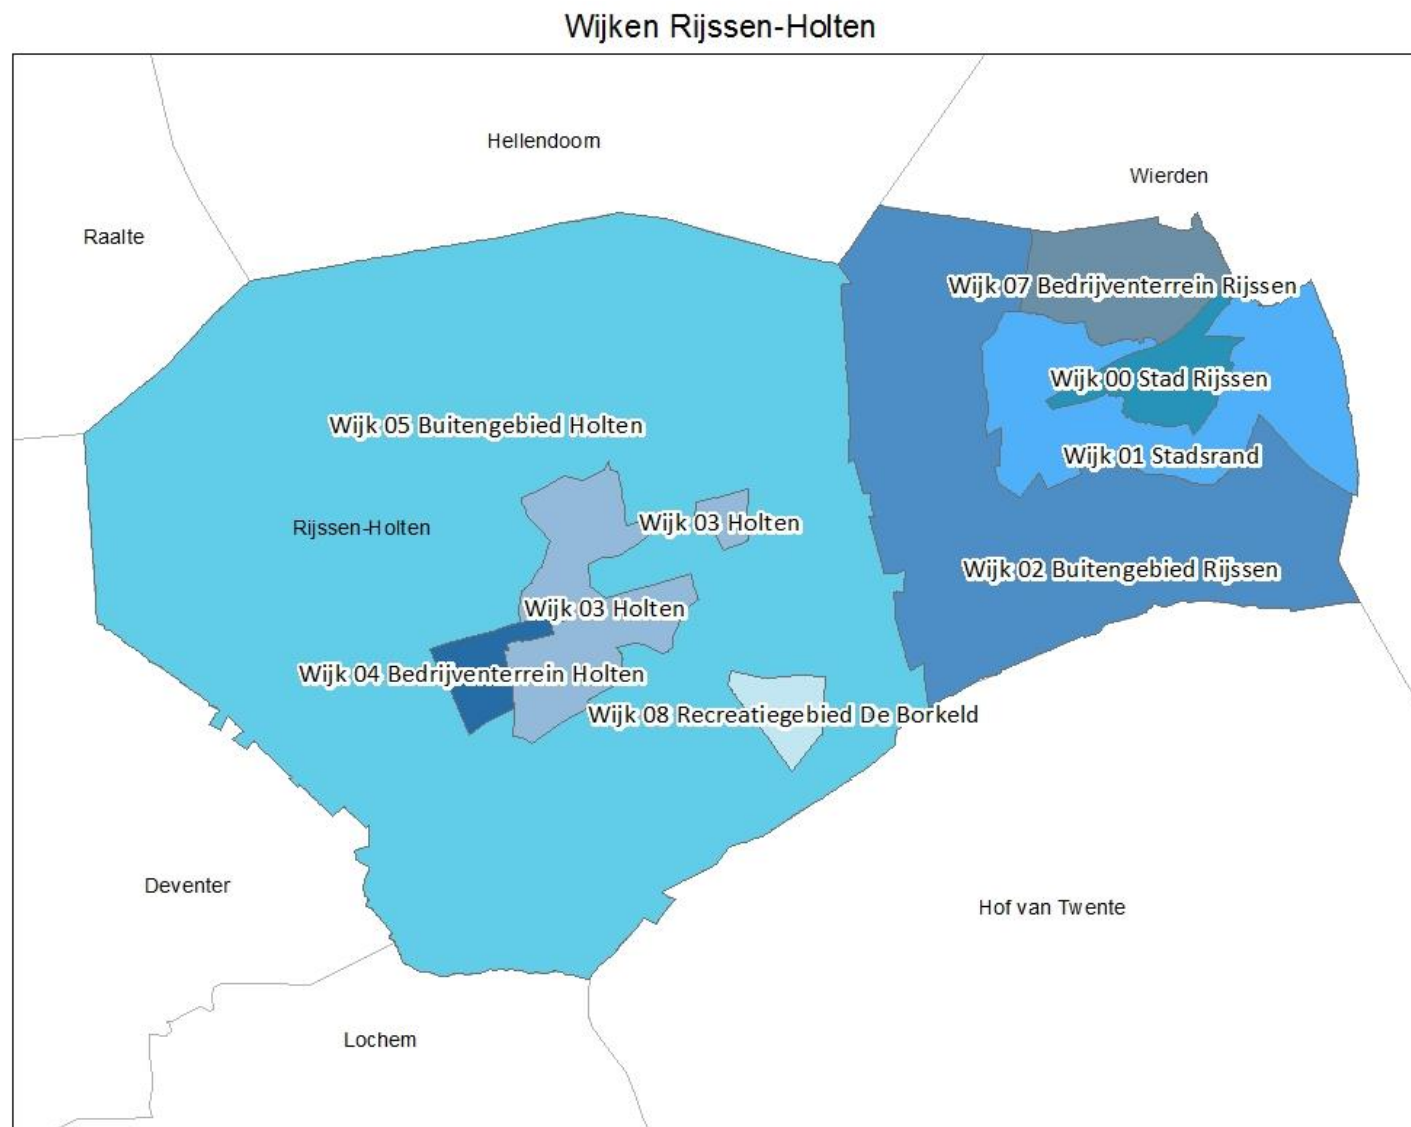 Wijken Rijssen-Holten
Hellendoorn
Wierden
Raalte
Wijk 07 Bedrijventerrein Rijssen
Wijk 00 Stad Rijssen
Wijk 05 Buitengebied Holten
Wijk 01 Stadsrand
Rijssen-Holten
Wijk 03 Holten
Wijk 02 Buitengebied Rijssen
Wijk 03 Holten
Wijk 04 Bedrijventerrein Holten
Wijk 08 Recreatiegebied De Borkeld
Deventer
Hof van Twente
Lochem